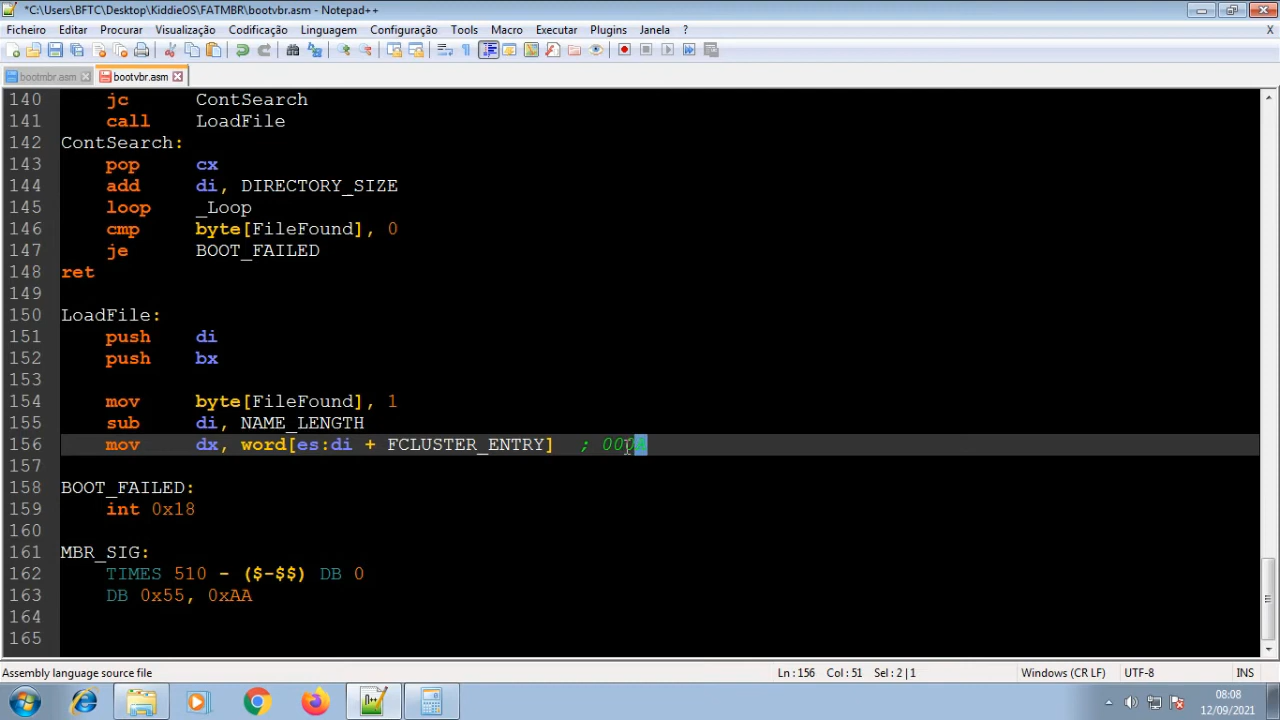 *C:\Users\BFTC\Desktop\KiddieOS\FATMBR\bootvbr.asm - Notepad++
Ficheiro Editar Procurar Visualização Codificação Linguagem Configuração Tools Macro Executar Plugins Janela ? X
bootmbr.asm bootvbr.asm
140 jc ContSearch
141 call LoadFile
142 ContSearch:
143 pop cx
144 add di, DIRECTORY_SIZE
145 loop _Loop
146 cmp byte[FileFound], 0
147 je BOOT_FAILED
148 ret
149
150 LoadFile:
151 push di
152 push bx
153
154 mov byte[FileFound], 1
155 sub di, NAME_LENGTH
156 mov dx, word[es:di + FCLUSTER_ENTRY] ; 0000
157
158 BOOT_FAILED:
159 int 0x18
160
161 MBR_SIG:
162 TIMES 510 - ($-$$) DB 0
163 DB 0x55, 0xAA
164
165
Assembly language source file Ln : 156 Col : 51 Sel : 2 | 1 Windows (CR LF) UTF-8 INS
08:08
12/09/2021